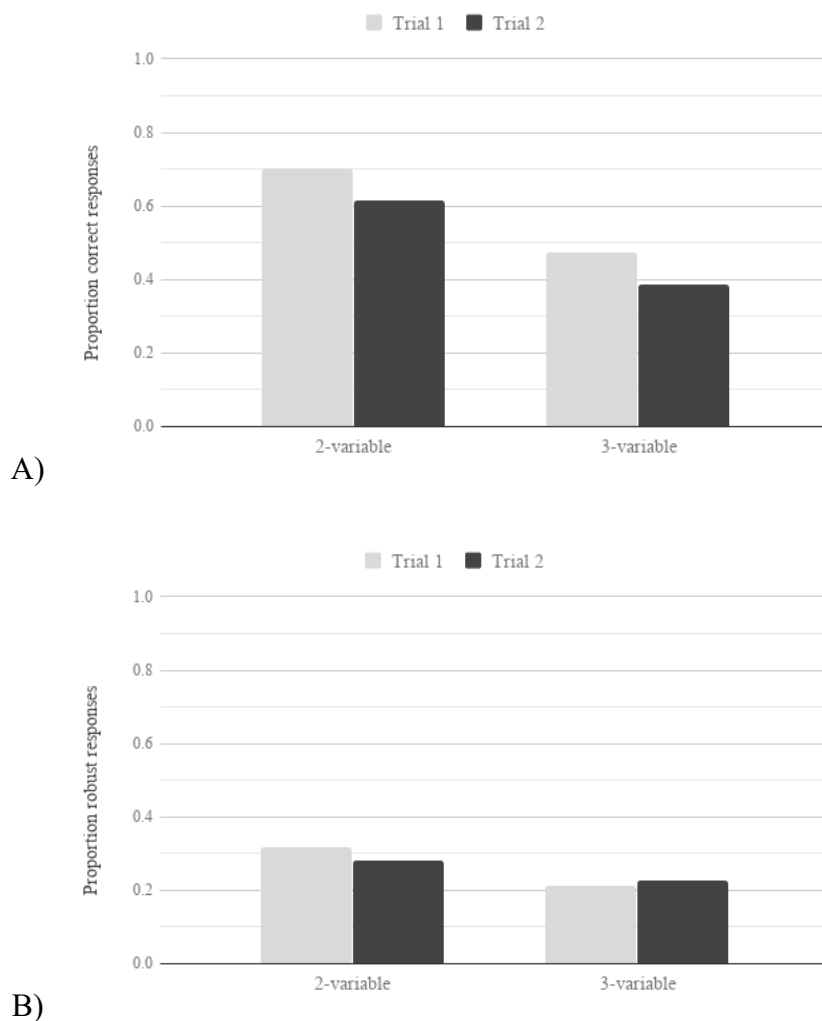 Trial 1 Trial 2
Proportion correct responses
1.0
0.8
0.6
0.4
0.2
0.0
2-variable 3-variable
A)
Trial 1 Trial 2
Proportion robust responses
1.0
0.8
0.6
0.4
0.2
0.0
2-variable 3-variable
B)